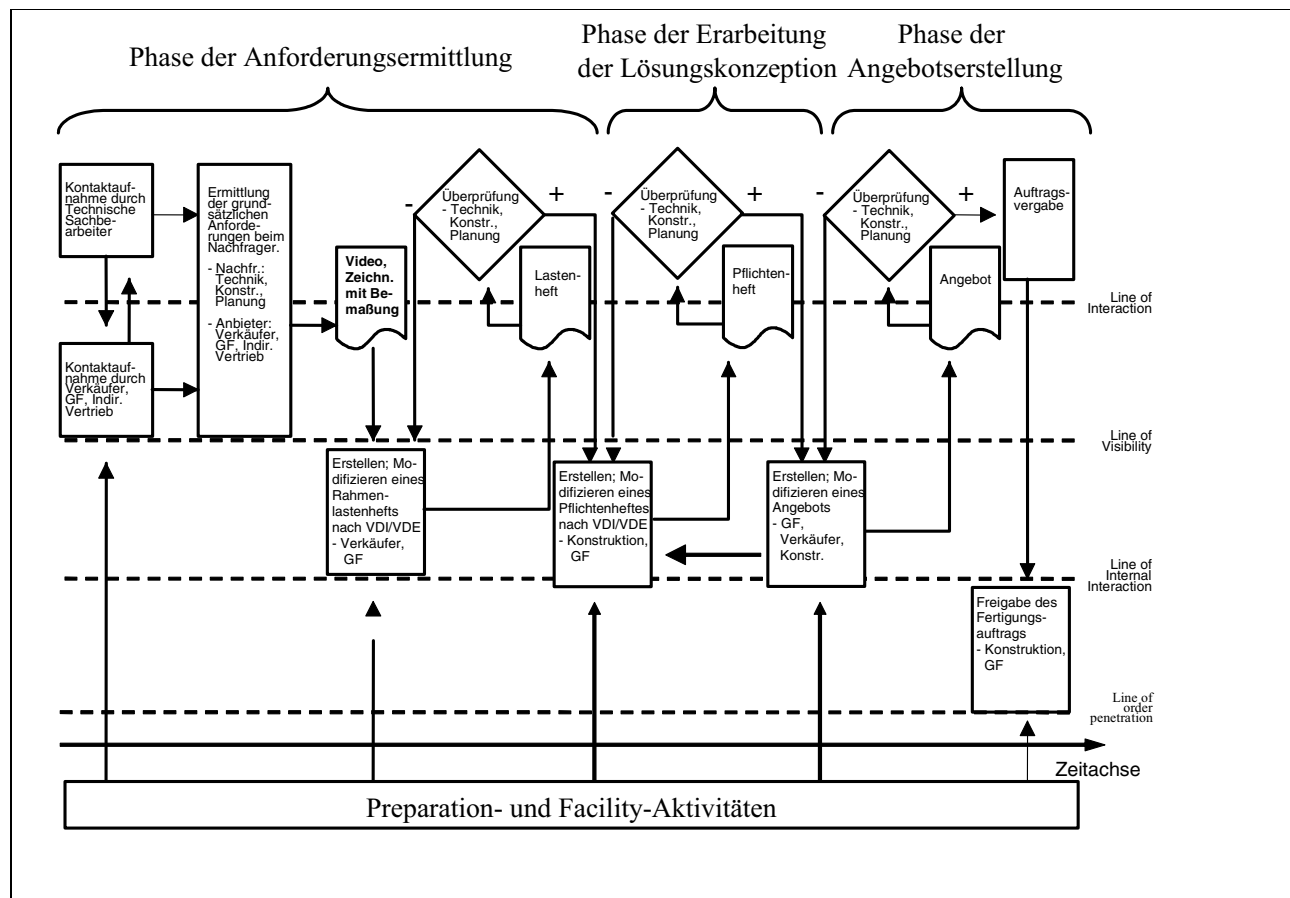 Phase der Anforderungsermittlung
Phase der Erarbeitung
der Lösungskonzeption
Phase der
Angebotserstellung
Kontaktauf-
nahme durch
Technische
Sachbe-
arbeiter
Ermittlung
der grund-
sätzlichen
Anforde-
rungen beim
Nachfrager.
- Nachfr.:
Technik,
Konstr.,
Planung
- Anbieter:
Verkäufer,
GF, Indir.
Vertrieb
Kontaktauf-
nahme durch
Verkäufer,
GF, Indir.
Vertrieb
Video,
Zeichn.
mit Be-
maßung
-
Überprüfung
- Technik,
Konstr.,
Planung
+
Lasten-
heft
-
Überprüfung
- Technik,
Konstr.,
Planung
+
Pflichten-
heft
-
Überprüfung
- Technik,
Konstr.,
Planung
+
Angebot
Auftrags-
vergabe
Line of
Interaction
Line of
Visibility
Erstellen; Mo-
difizieren eines
Rahmen-
lastenhefts
nach VDI/VDE
- Verkäufer,
GF
Erstellen; Mo-
difizieren eines
Pflichtenheftes
nach VDI/VDE
- Konstruktion,
GF
Erstellen; Mo-
difizieren eines
Angebots
- GF,
Verkäufer,
Konstr.
Line of
Internal
Interaction
Freigabe des
Fertigungs-
auftrags
- Konstruktion,
GF
Line of
order
penetration
Zeitachse
Preparation- und Facility-Aktivitäten